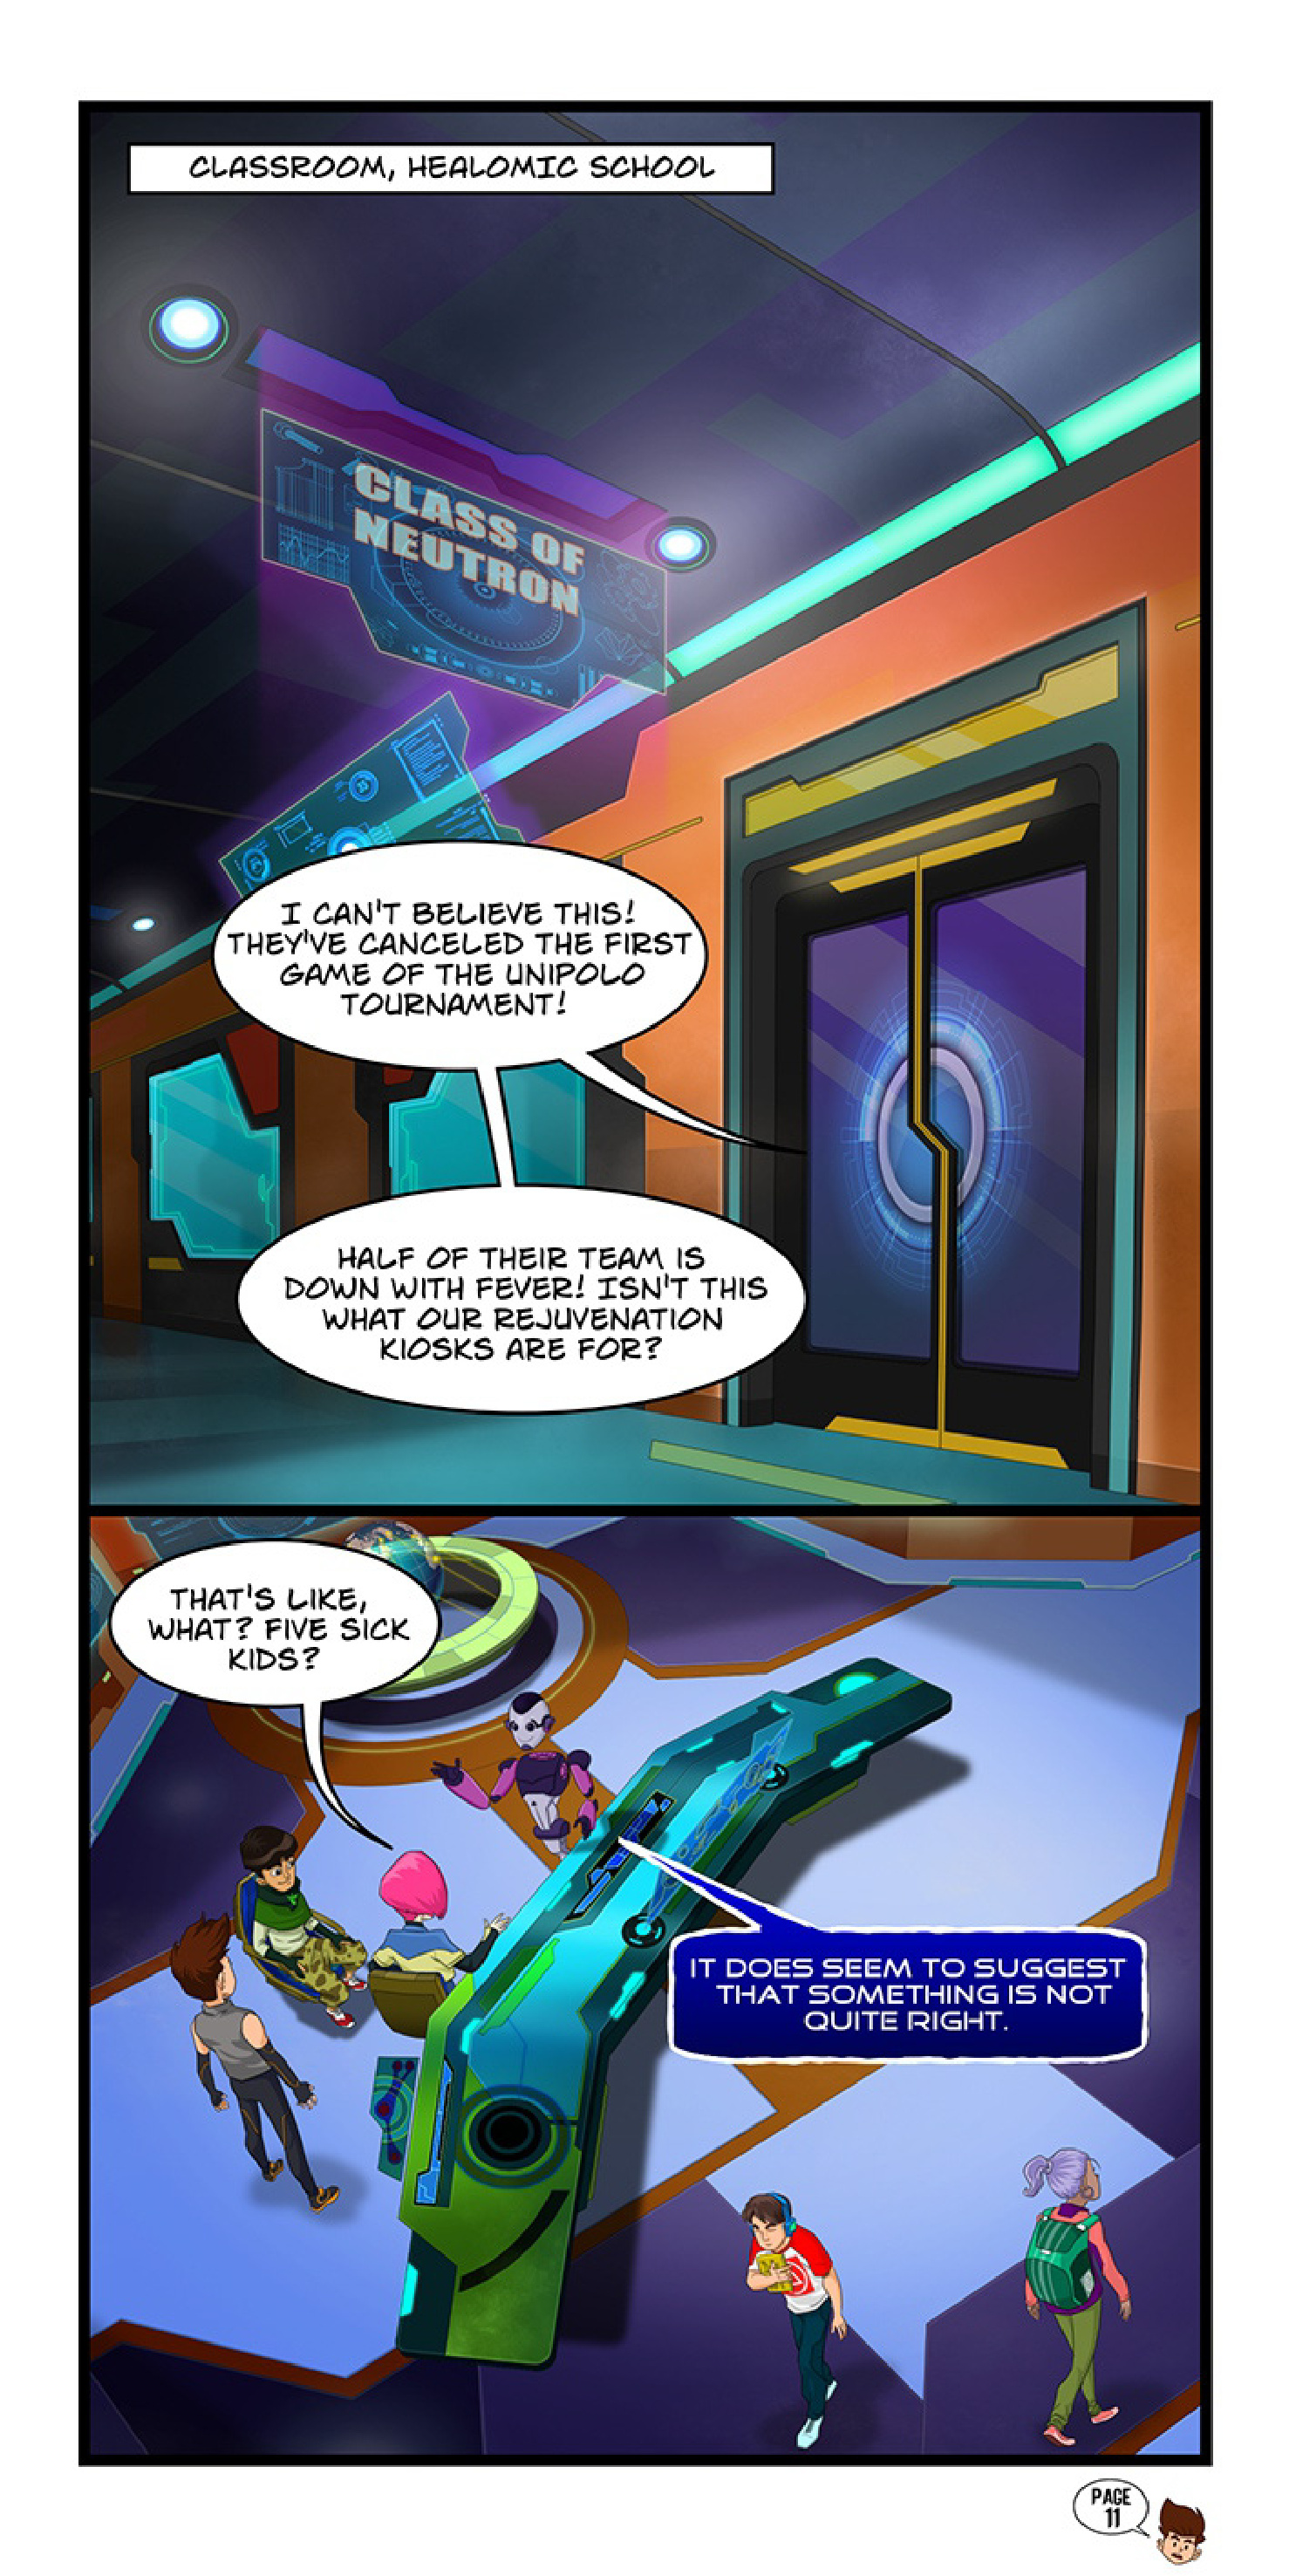 CLASSROOM, HEALOMIC SCHOOL
CLASS OF
NEUTRON
I CAN'T BELIEVE THIS!
THEY'VE CANCELED THE FIRST
GAME OF THE UNIPOLO
TOURNAMENT!
HALF OF THEIR TEAM IS
DOWN WITH FEVER! ISN'T THIS
WHAT OUR REJUVENATION
KIOSKS ARE FOR?
THAT'S LIKE,
WHAT? FIVE SICK
KIDS?
IT DOES SEEM TO SUGGEST
THAT SOMETHING IS NOT
QUITE RIGHT.
PAGE
11